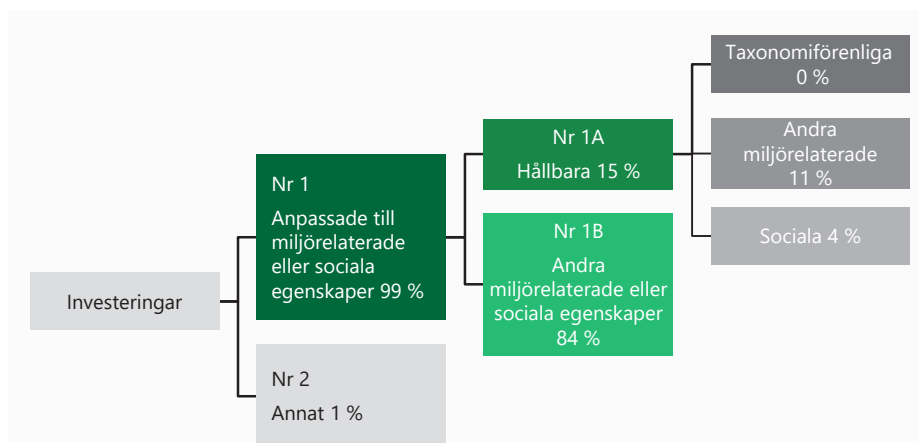 Investeringar
Nr 1
Anpassade till
miljörelaterade
eller sociala
egenskaper 99 %
Nr 2
Annat 1 %
Nr 1A
Hållbara 15 %
Nr 1B
Andra
miljörelaterade eller
sociala egenskaper
84 %
Taxonomiförenliga
0 %
Andra
miljörelaterade
11 %
Sociala 4 %